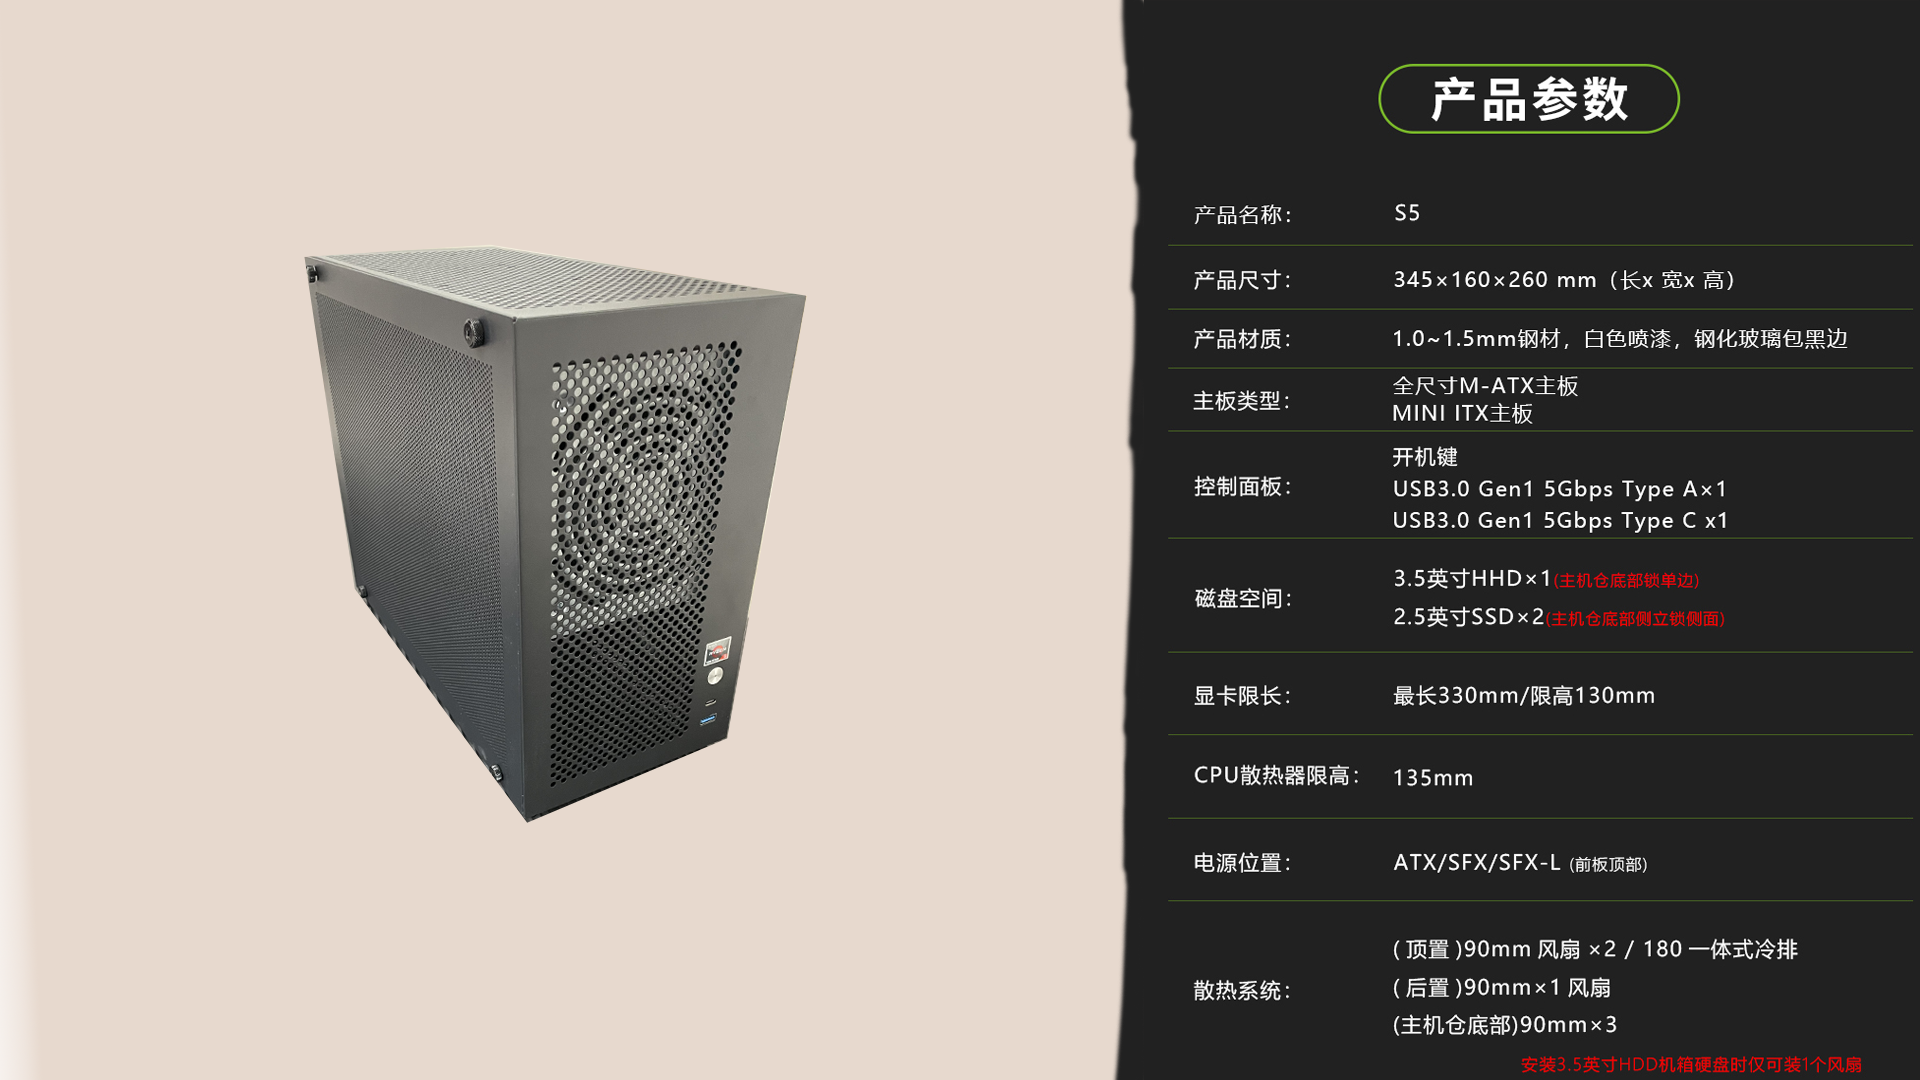 产品参数
产品名称： S5
产品尺寸： 345×160×260 mm（长x 宽x 高）
产品材质： 1.0~1.5mm钢材，白色喷漆，钢化玻璃包黑边
主板类型： 全尺寸M-ATX主板
MINI ITX主板
控制面板： 开机键
USB3.0 Gen1 5Gbps Type A×1
USB3.0 Gen1 5Gbps Type C x1
磁盘空间： 3.5英寸HHD×1(主机仓底部锁单边)
2.5英寸SSD×2(主机仓底部侧立锁侧面)
显卡限长： 最长330mm/限高130mm
CPU散热器限高： 135mm
电源位置： ATX/SFX/SFX-L (前板顶部)
散热系统： ( 顶置 )90mm 风扇 ×2 / 180 一体式冷排
( 后置 )90mm×1 风扇
(主机仓底部)90mm×3
安装3.5英寸HDD机箱硬盘时仅可装1个风扇